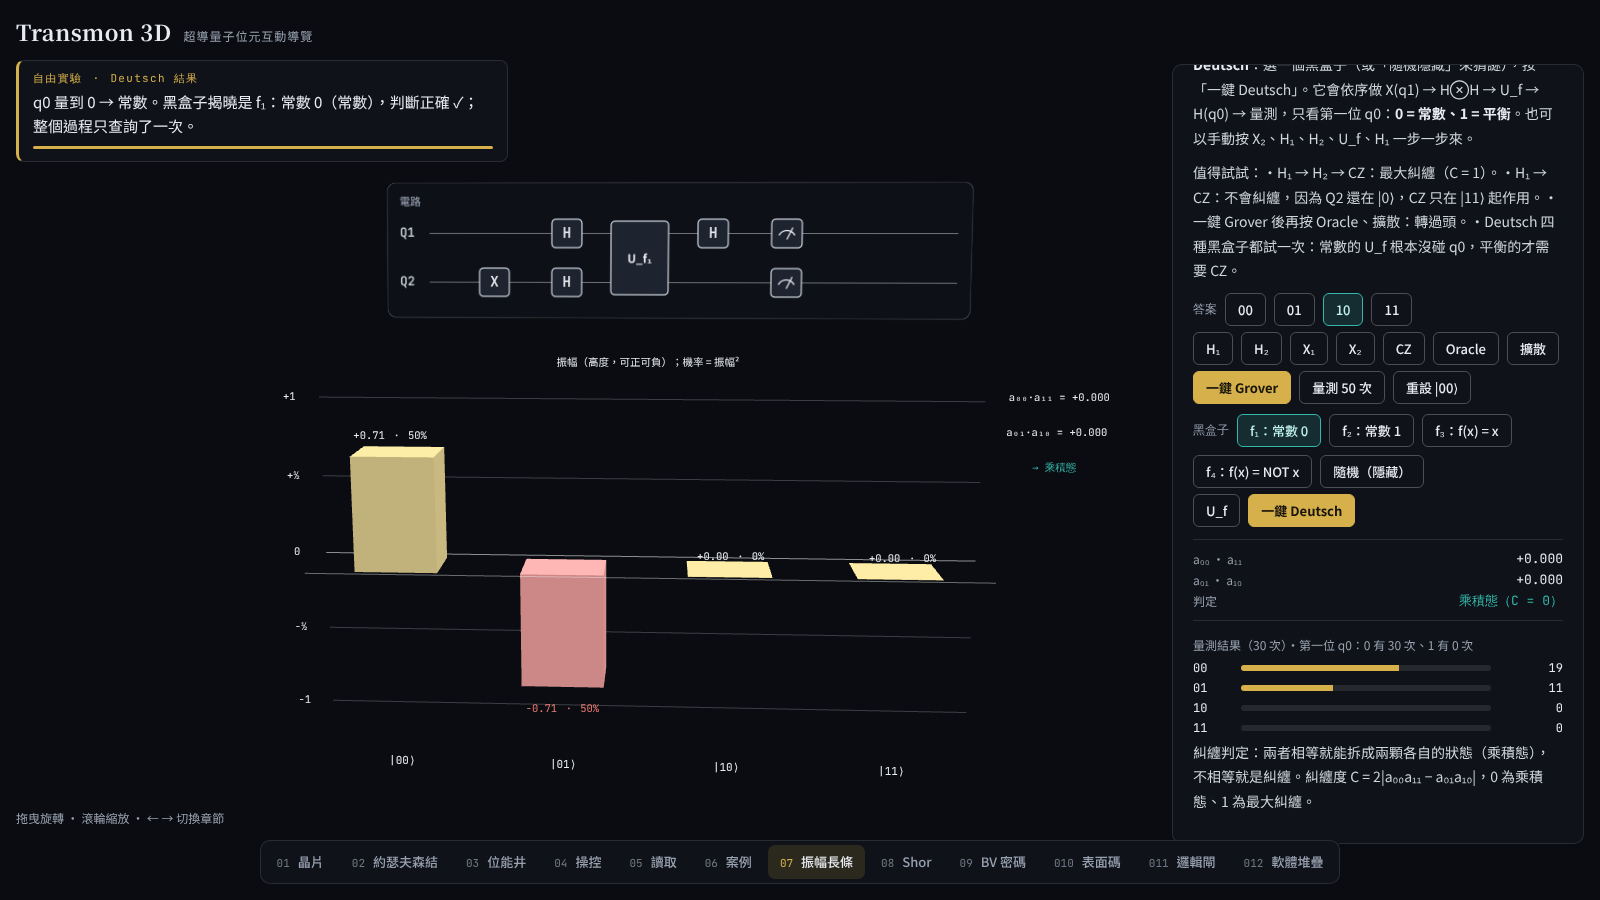 Transmon 3D 超導量子位元互動導覽
自由實驗 · Deutsch 結果
q0 量到 0 → 常數。黑盒子揭曉是 f₁：常數 0（常數），判斷正確 ✓；
整個過程只查詢了一次。
電路
Q1 H H
U_f₁
Q2 X H
振幅（高度，可正可負）；機率 = 振幅²
+1
+½
0
-½
-1
+0.71 · 50%
-0.71 · 50%
+0.00 · 0%
+0.00 · 0%
|00⟩
|01⟩
|10⟩
|11⟩
a₀₀·a₁₁ = +0.000
a₀₁·a₁₀ = +0.000
→ 乘積態
Deutsch：選一個黑盒子（或「隨機隱藏」來猜謎），按
「一鍵 Deutsch」。它會依序做 X(q1) → H⊗H → U_f →
H(q0) → 量測，只看第一位 q0：0 = 常數、1 = 平衡。也可
以手動按 X₂、H₁、H₂、U_f、H₁ 一步一步來。
值得試試：・H₁ → H₂ → CZ：最大糾纏（C = 1）。・H₁ →
CZ：不會糾纏，因為 Q2 還在 |0⟩，CZ 只在 |11⟩ 起作用。・
一鍵 Grover 後再按 Oracle、擴散：轉過頭。・Deutsch 四
種黑盒子都試一次：常數的 U_f 根本沒碰 q0，平衡的才需
要 CZ。
答案 00 01 10 11
H₁ H₂ X₁ X₂ CZ Oracle 擴散
一鍵 Grover 量測 50 次 重設 |00⟩
黑盒子 f₁：常數 0 f₂：常數 1 f₃：f(x) = x
f₄：f(x) = NOT x 隨機（隱藏）
U_f 一鍵 Deutsch
a₀₀ · a₁₁ +0.000
a₀₁ · a₁₀ +0.000
判定 乘積態（C = 0）
量測結果（30 次）・第一位 q0：0 有 30 次、1 有 0 次
00 19
01 11
10 0
11 0
糾纏判定：兩者相等就能拆成兩顆各自的狀態（乘積態），
不相等就是糾纏。糾纏度 C = 2|a₀₀a₁₁ − a₀₁a₁₀|，0 為乘積
態、1 為最大糾纏。
拖曳旋轉 · 滾輪縮放 · ← → 切換章節
01 晶片 02 約瑟夫森結 03 位能井 04 操控 05 讀取 06 案例 07 振幅長條 08 Shor 09 BV 密碼 010 表面碼 011 邏輯閘 012 軟體堆疊